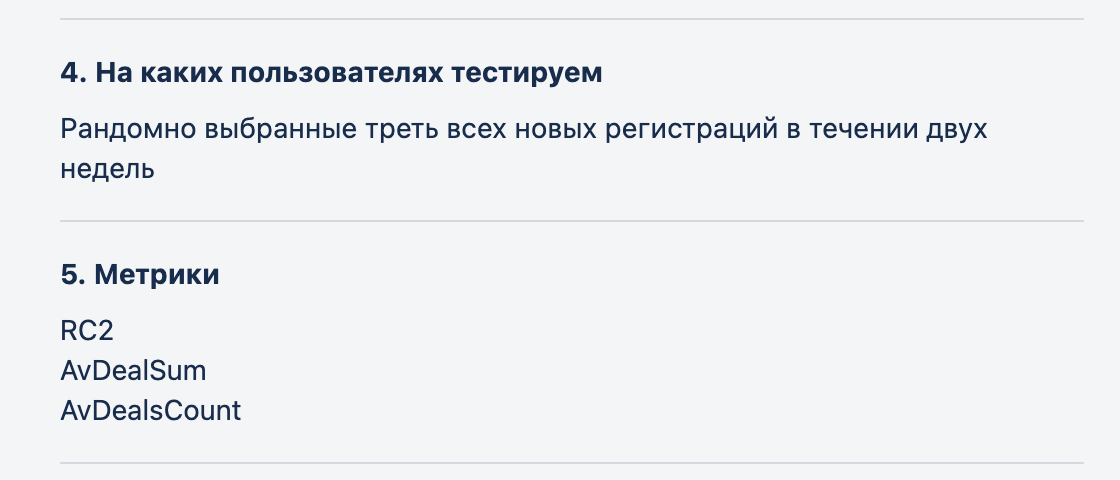 4. На каких пользователях тестируем
Рандомно выбранные треть всех новых регистраций в течении двух
недель
5. Метрики
RC2
AvDealSum
AvDealsCount